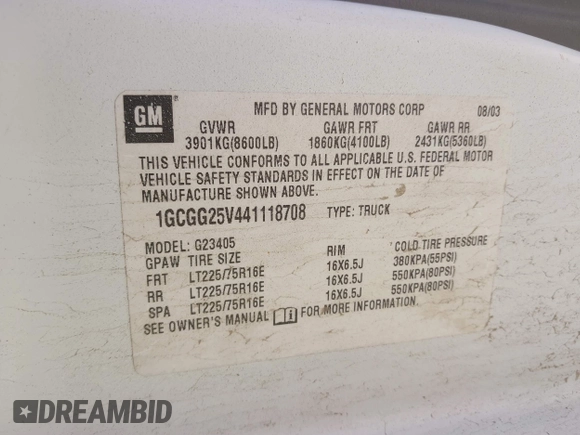 GM
MFD BY GENERAL MOTORS CORP 08/03
GVWR GAWR FRT GAWR RR
3901KG(8600LB) 1860KG(4100LB) 2431KG(5360LB)
THIS VEHICLE CONFORMS TO ALL APPLICABLE U.S. FEDERAL MOTOR
VEHICLE SAFETY STANDARDS IN EFFECT ON THE DATE OF
MANUFACTURE SHOWN ABOVE.
1GCGG25V441118708 TYPE: TRUCK
MODEL: G23405
GPAW TIRE SIZE RIM COLD TIRE PRESSURE
FRT LT225/75R16E 16X6.5J 380KPA(55PSI)
RR LT225/75R16E 16X6.5J 550KPA(80PSI)
SPA LT225/75R16E 16X6.5J 550KPA(80PSI)
SEE OWNER'S MANUAL i FOR MORE INFORMATION.
DREAMBID